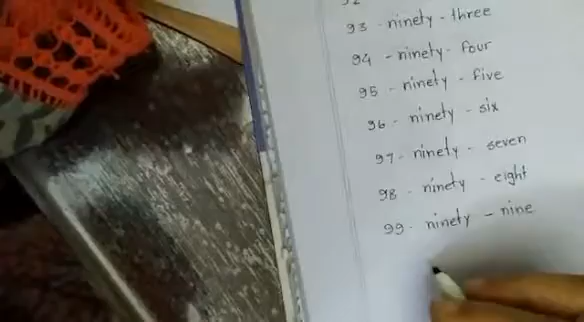 93 - ninety - three
94 - ninety - four
95 - ninety - five
96 - ninety - six
97 - ninety - seven
98 - ninety - eight
99 - ninety - nine